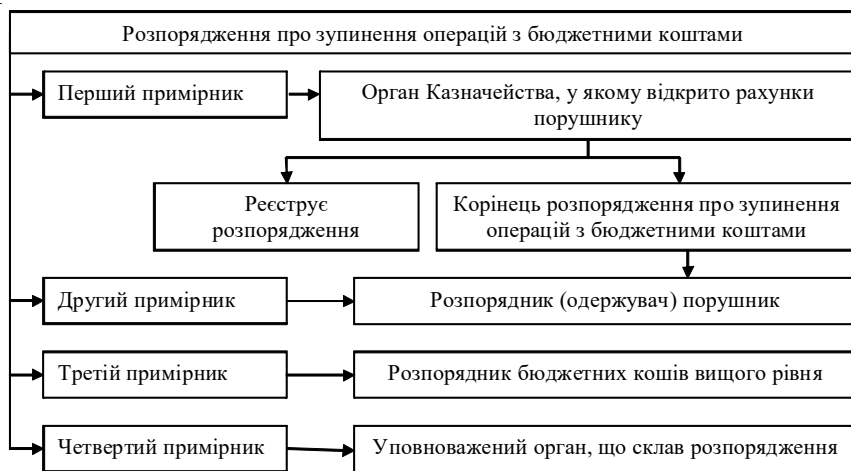 Розпорядження про зупинення операцій з бюджетними коштами
Перший примірник
Орган Казначейства, у якому відкрито рахунки
порушнику
Реєструє
розпорядження
Корінець розпорядження про зупинення
операцій з бюджетними коштами
Другий примірник
Розпорядник (одержувач) порушник
Третій примірник
Розпорядник бюджетних кошів вищого рівня
Четвертий примірник
Уповноважений орган, що склав розпорядження